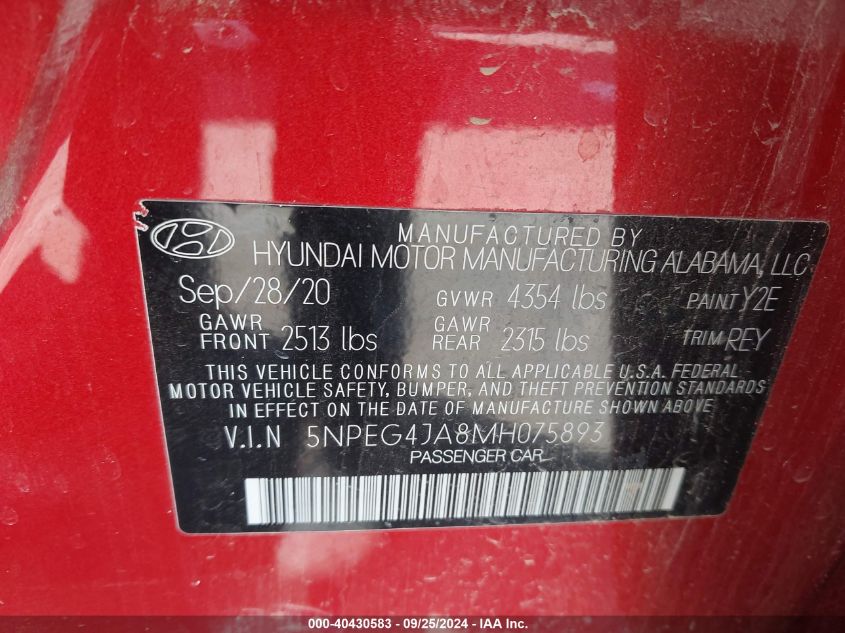 MANUFACTURED BY
HYUNDAI MOTOR MANUFACTURING ALABAMA, LLC
Sep/28/20 GVWR 4354 lbs PAINT Y2E
GAWR FRONT 2513 lbs GAWR REAR 2315 lbs TRIM REY
THIS VEHICLE CONFORMS TO ALL APPLICABLE U.S.A. FEDERAL
MOTOR VEHICLE SAFETY, BUMPER, AND THEFT PREVENTION STANDARDS
IN EFFECT ON THE DATE OF MANUFACTURE SHOWN ABOVE
V.I.N 5NPEG4JA8MH075893
PASSENGER CAR
000-40430583 - 09/25/2024 - IAA Inc.